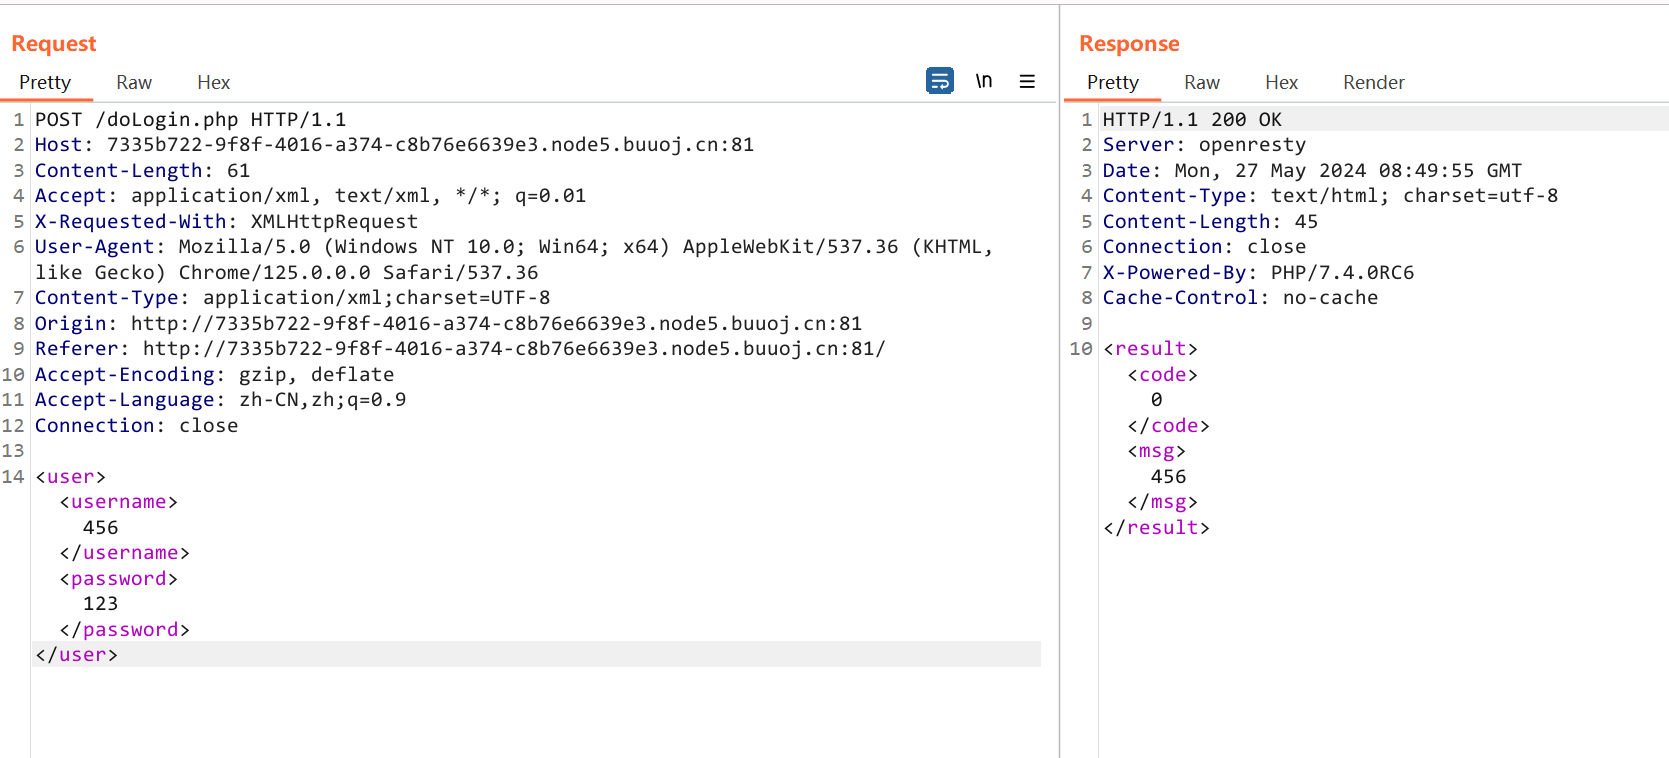 Request
Pretty Raw Hex
\n
1 POST /doLogin.php HTTP/1.1
2 Host: 7335b722-9f8f-4016-a374-c8b76e6639e3.node5.buuoj.cn:81
3 Content-Length: 61
4 Accept: application/xml, text/xml, */*; q=0.01
5 X-Requested-With: XMLHttpRequest
6 User-Agent: Mozilla/5.0 (Windows NT 10.0; Win64; x64) AppleWebKit/537.36 (KHTML,
like Gecko) Chrome/125.0.0.0 Safari/537.36
7 Content-Type: application/xml;charset=UTF-8
8 Origin: http://7335b722-9f8f-4016-a374-c8b76e6639e3.node5.buuoj.cn:81
9 Referer: http://7335b722-9f8f-4016-a374-c8b76e6639e3.node5.buuoj.cn:81/
10 Accept-Encoding: gzip, deflate
11 Accept-Language: zh-CN,zh;q=0.9
12 Connection: close
13
14 <user>
<username>
456
</username>
<password>
123
</password>
</user>
Response
Pretty Raw Hex Render
1 HTTP/1.1 200 OK
2 Server: openresty
3 Date: Mon, 27 May 2024 08:49:55 GMT
4 Content-Type: text/html; charset=utf-8
5 Content-Length: 45
6 Connection: close
7 X-Powered-By: PHP/7.4.0RC6
8 Cache-Control: no-cache
9
10 <result>
<code>
0
</code>
<msg>
456
</msg>
</result>